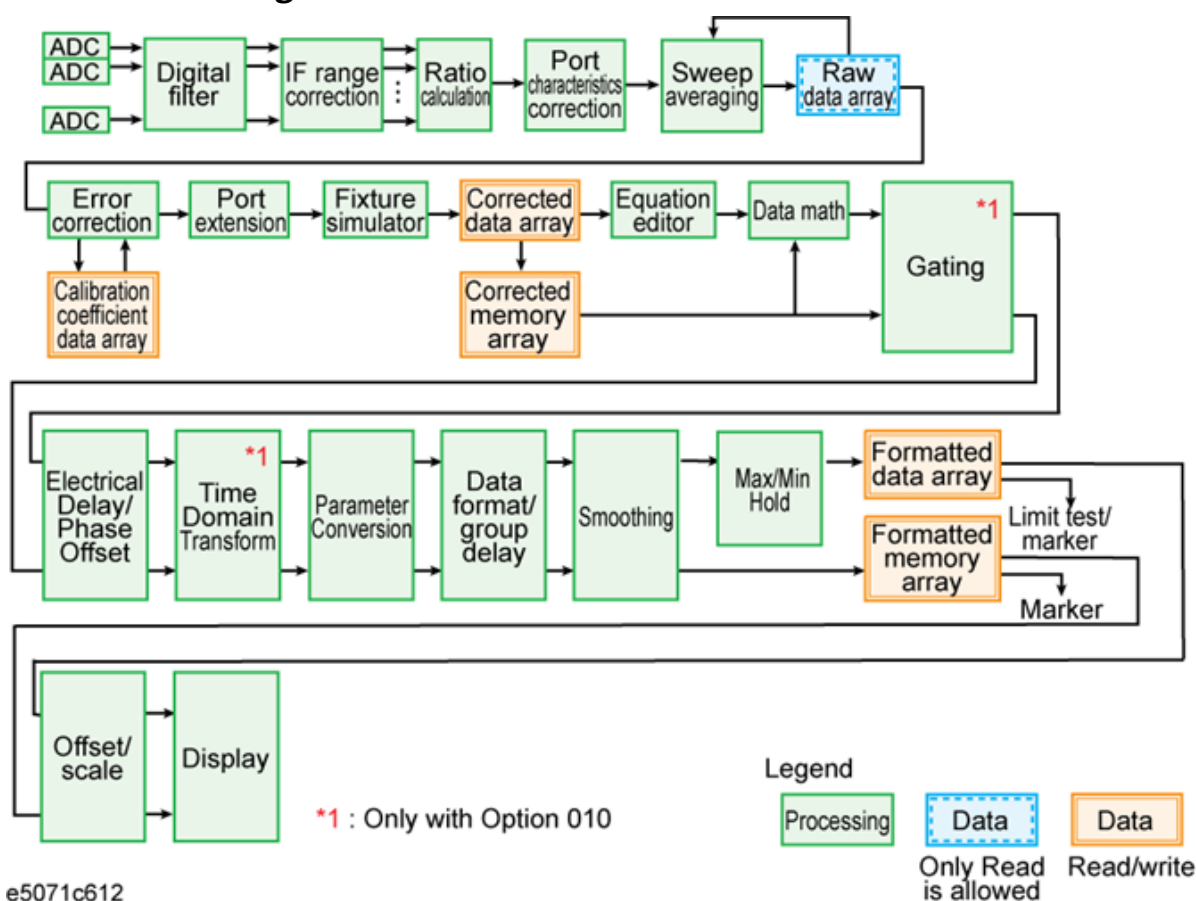 ADC
ADC
ADC
Digital
filter
IF range
correction
Ratio
calculation
Port
characteristics
correction
Sweep
averaging
Raw
data array
Error
correction
Port
extension
Fixture
simulator
Corrected
data array
Equation
editor
Data math
*1
Gating
Calibration
coefficient
data array
Corrected
memory
array
Electrical
Delay/
Phase
Offset
*1
Time
Domain
Transform
Parameter
Conversion
Data
format/
group
delay
Smoothing
Max/Min
Hold
Formatted
data array
Limit test/
marker
Formatted
memory
array
Marker
Offset/
scale
Display
*1 : Only with Option 010
Legend
Processing
Data
Only Read
is allowed
Data
Read/write
e5071c612